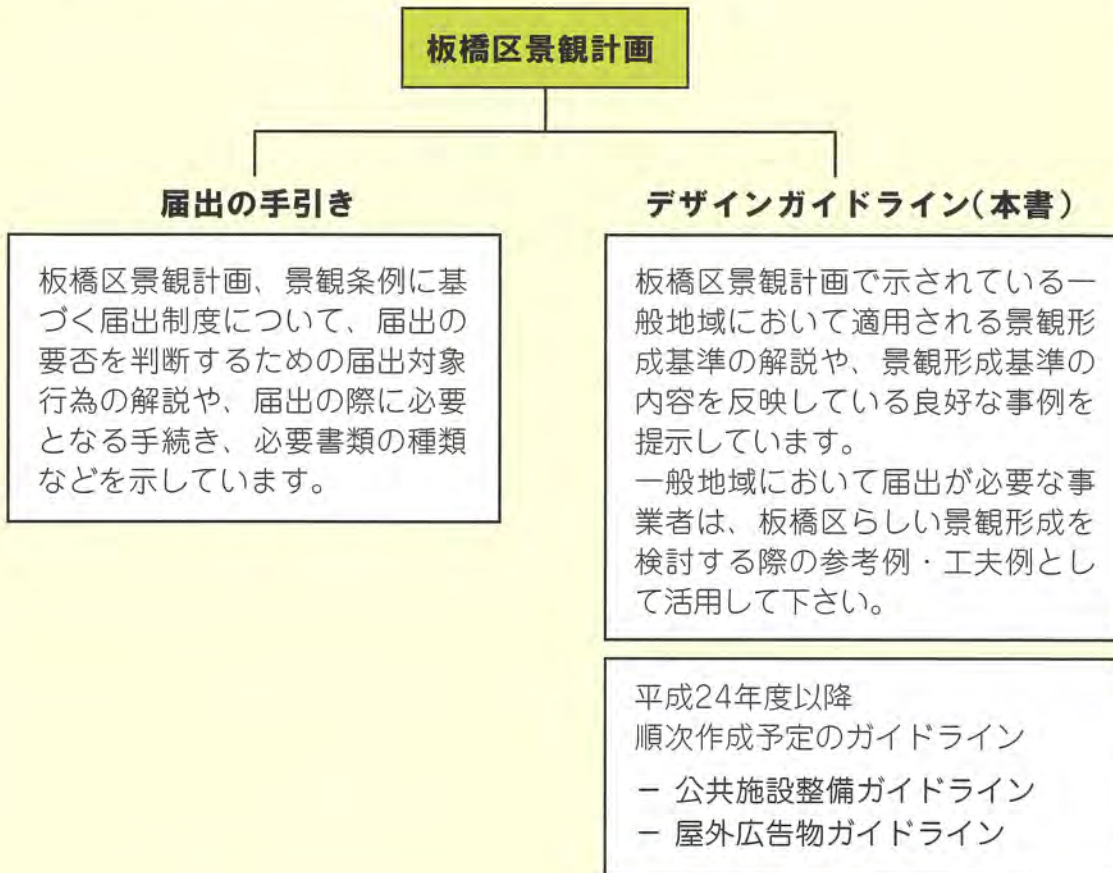 板橋区景観計画
届出の手引き
板橋区景観計画、景観条例に基
づく届出制度について、届出の
要否を判断するための届出対象
行為の解説や、届出の際に必要
となる手続き、必要書類の種類
などを示しています。
デザインガイドライン(本書)
板橋区景観計画で示されている一
般地域において適用される景観形
成基準の解説や、景観形成基準の
内容を反映している良好な事例を
提示しています。
一般地域において届出が必要な事
業者は、板橋区らしい景観形成を
検討する際の参考例・工夫例とし
て活用して下さい。
平成24年度以降
順次作成予定のガイドライン
− 公共施設整備ガイドライン
− 屋外広告物ガイドライン